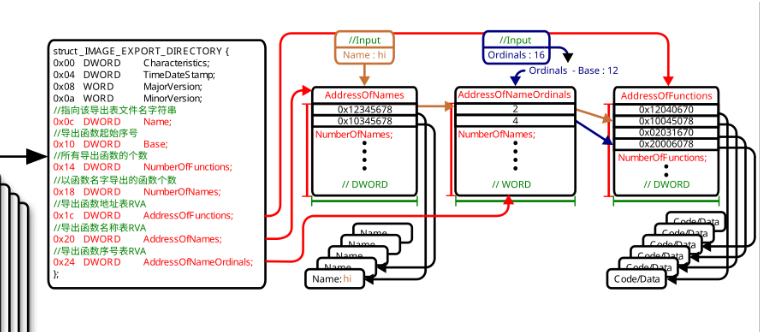 struct _IMAGE_EXPORT_DIRECTORY {
0x00 DWORD Characteristics;
0x04 DWORD TimeDateStamp;
0x08 WORD MajorVersion;
0x0a WORD MinorVersion;
//指向该导出表文件名字符串
0x0c DWORD Name;
//导出函数起始序号
0x10 DWORD Base;
//所有导出函数的个数
0x14 DWORD NumberOfFunctions;
//以函数名字导出的函数个数
0x18 DWORD NumberOfNames;
//导出函数地址表RVA
0x1c DWORD AddressOfFunctions;
//导出函数名称表RVA
0x20 DWORD AddressOfNames;
//导出函数序号表RVA
0x24 DWORD AddressOfNameOrdinals;
};
//Input
Name : hi
AddressOfNames
0x12345678
0x10345678
NumberOfNames;
// DWORD
Name
Name
Name
Name
Name: hi
//Input
Ordinals : 16
Ordinals - Base : 12
AddressOfNameOrdinals
2
4
NumberOfNames;
// WORD
AddressOfFunctions
0x12040670
0x10045078
0x02031670
0x20006078
NumberOfFunctions;
// DWORD
Code/Data
Code/Data
Code/Data
Code/Data
Code/Data
Code/Data